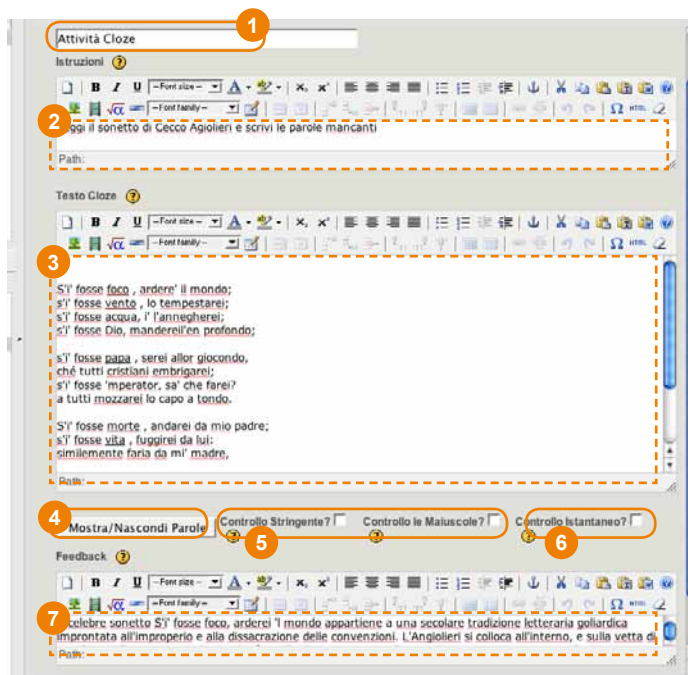 1
Attività Cloze
Istruzioni
B I U --Font size-- A
--Font family-- HTML
2
il sonetto di Cecco Agiolieri e scrivi le parole mancanti
Path:
Testo Cloze
B I U --Font size-- A
--Font family-- HTML
3
S'i' fosse foco , ardere' il mondo;
s'i' fosse vento , lo tempestarei;
s'i' fosse acqua, i' l'annegherei;
s'i' fosse Dio, mandereil'en profondo;
s'i' fosse papa , serei allor giocondo,
ché tutti cristiani embrigarei;
s'i' fosse 'mperator, sa' che farei?
a tutti mozzarei lo capo a tondo.
S'i' fosse morte , andarei da mio padre;
s'i' fosse vita , fuggirei da lui:
similemente faria da mi' madre,
Path:
4 Mostra/Nascondi Parole Controllo Stringente? Controllo le Maiuscole? Controllo Istantaneo?
5 6
Feedback
B I U --Font size-- A
--Font family-- HTML
7
celebre sonetto S'i' fosse foco, arderei 'l mondo appartiene a una secolare tradizione letteraria goliardica
improntata all'improperio e alla dissacrazione delle convenzioni. L'Angiolieri si colloca all'interno, e sulla vetta di
Path: